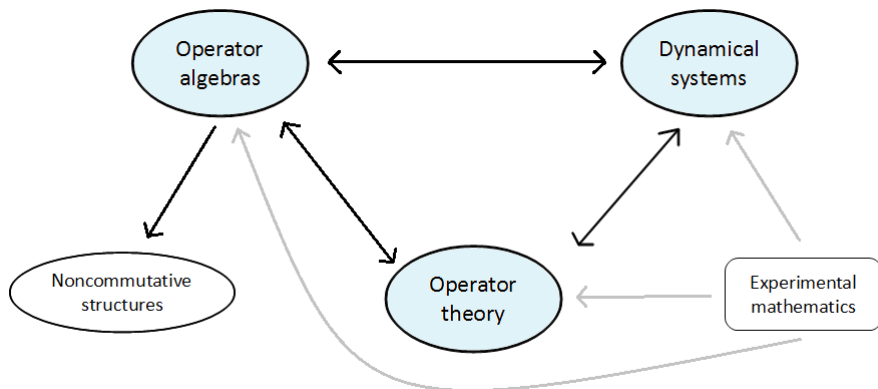 Operator
algebras
Dynamical
systems
Noncommutative
structures
Operator
theory
Experimental
mathematics